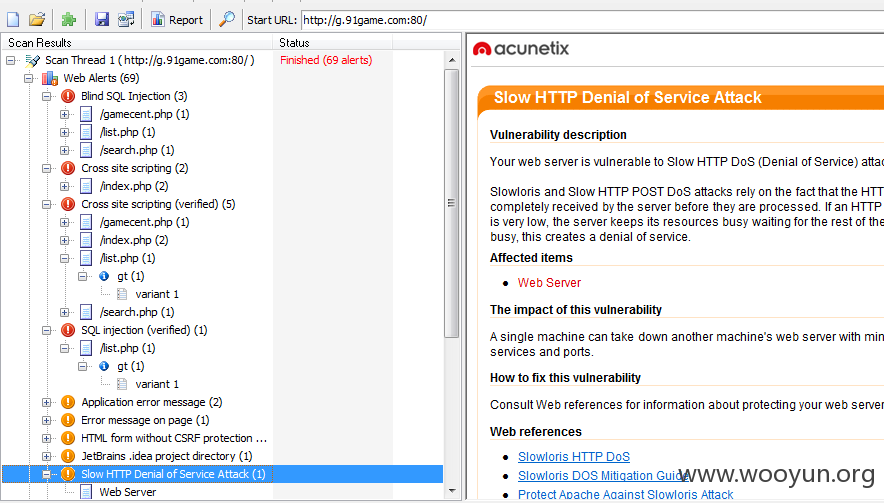 Report
Start URL: http://g.91game.com:80/
Scan Results
Status
Scan Thread 1 ( http://g.91game.com:80/ )
Finished (69 alerts)
Web Alerts (69)
Blind SQL Injection (3)
/gamecent.php (1)
/list.php (1)
/search.php (1)
Cross site scripting (2)
/index.php (2)
Cross site scripting (verified) (5)
/gamecent.php (1)
/index.php (2)
/list.php (1)
gt (1)
variant 1
/search.php (1)
SQL injection (verified) (1)
/list.php (1)
gt (1)
variant 1
Application error message (2)
Error message on page (1)
HTML form without CSRF protection ...
JetBrains .idea project directory (1)
Slow HTTP Denial of Service Attack (1)
Web Server
acunetix
Slow HTTP Denial of Service Attack
Vulnerability description
Your web server is vulnerable to Slow HTTP DoS (Denial of Service) attac
Slowloris and Slow HTTP POST DoS attacks rely on the fact that the HTT
completely received by the server before they are processed. If an HTTP
is very low, the server keeps its resources busy waiting for the rest of the
busy, this creates a denial of service.
Affected items
• Web Server
The impact of this vulnerability
A single machine can take down another machine's web server with min
services and ports.
How to fix this vulnerability
Consult Web references for information about protecting your web server
Web references
• Slowloris HTTP DoS
• Slowloris DOS Mitigation Guide
• Protect Apache Against Slowloris Attack
www.wooyun.org